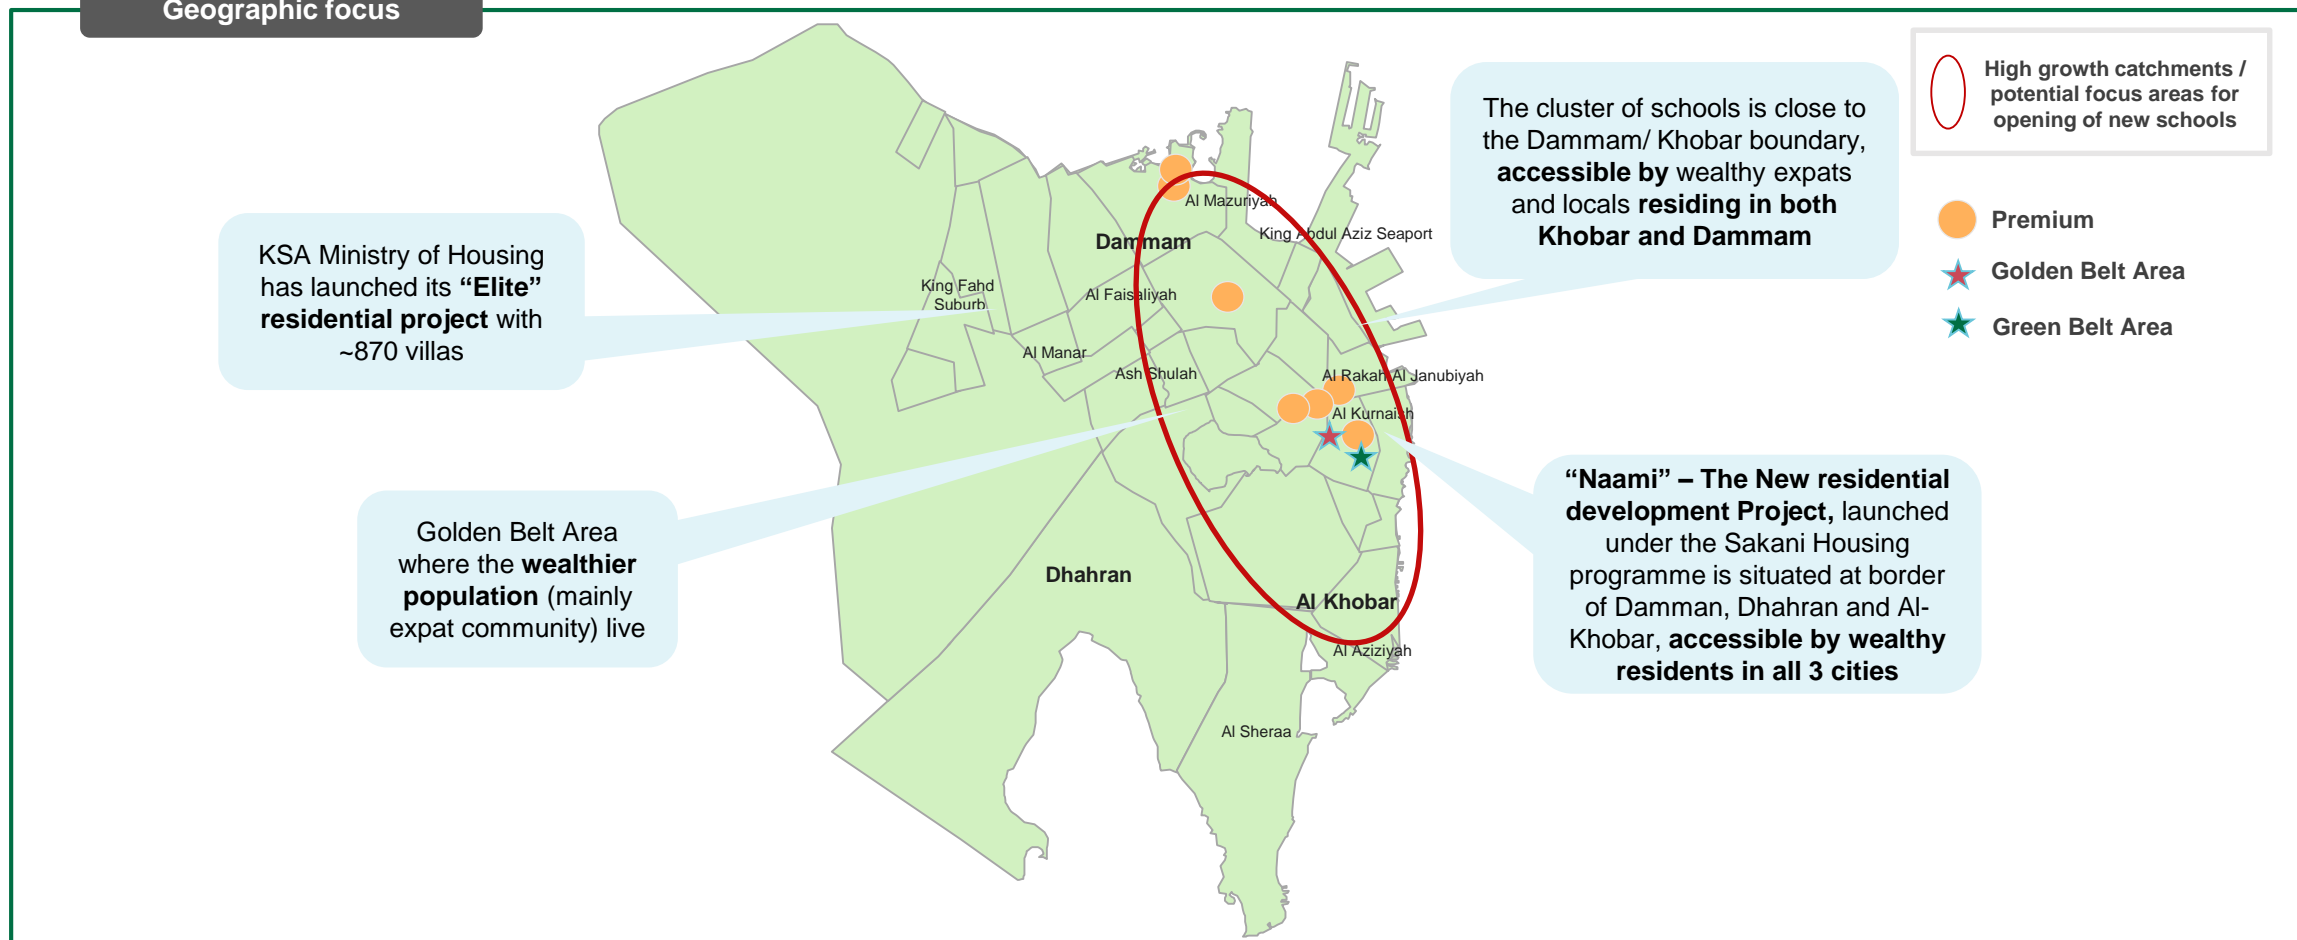 Geographic focus
High growth catchments /
potential focus areas for
opening of new schools
Premium
Golden Belt Area
Green Belt Area
The cluster of schools is close to
the Dammam/ Khobar boundary,
accessible by wealthy expats
and locals residing in both
Khobar and Dammam
KSA Ministry of Housing
has launched its “Elite”
residential project with
~870 villas
Golden Belt Area
where the wealthier
population (mainly
expat community) live
“Naami” – The New residential
development Project, launched
under the Sakani Housing
programme is situated at border
of Damman, Dhahran and Al-
Khobar, accessible by wealthy
residents in all 3 cities
Al Mazuriyah
Dammam
King Abdul Aziz Seaport
King Fahd
Suburb
Al Faisaliyah
Al Manar
Ash Shulah
Al Rakah Al Janubiyah
Al Kurnaish
Dhahran
Al Khobar
Al Aziziyah
Al Sheraa